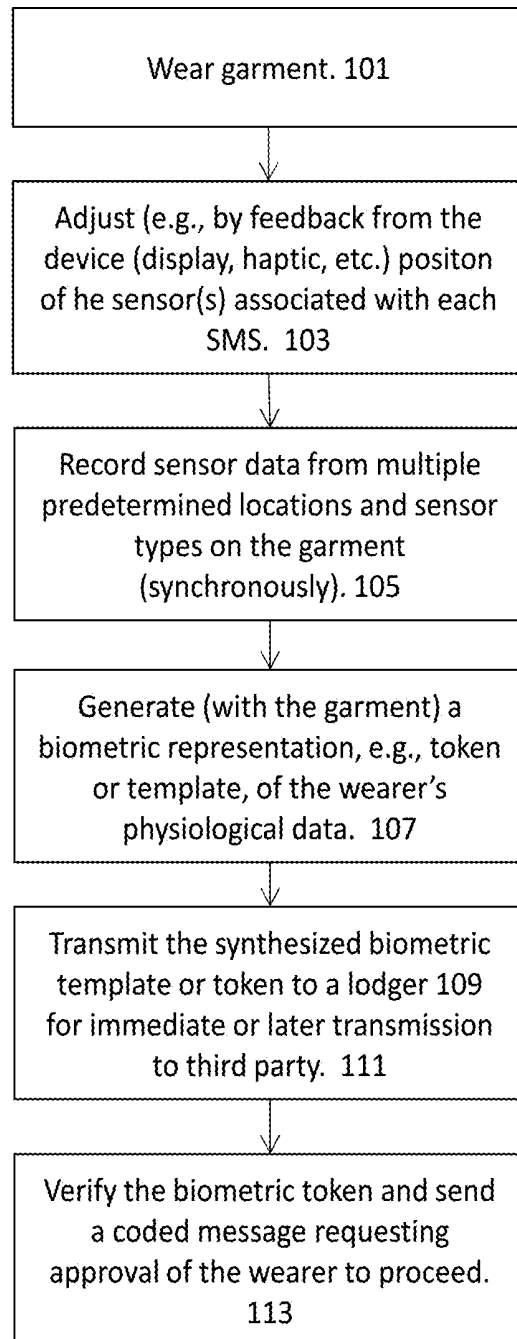 Wear garment. 101
Adjust (e.g., by feedback from the
device (display, haptic, etc.) positon
of he sensor(s) associated with each
SMS. 103
Record sensor data from multiple
predetermined locations and sensor
types on the garment
(synchronously). 105
Generate (with the garment) a
biometric representation, e.g., token
or template, of the wearer’s
physiological data. 107
Transmit the synthesized biometric
template or token to a lodger 109
for immediate or later transmission
to third party. 111
Verify the biometric token and send
a coded message requesting
approval of the wearer to proceed.
113